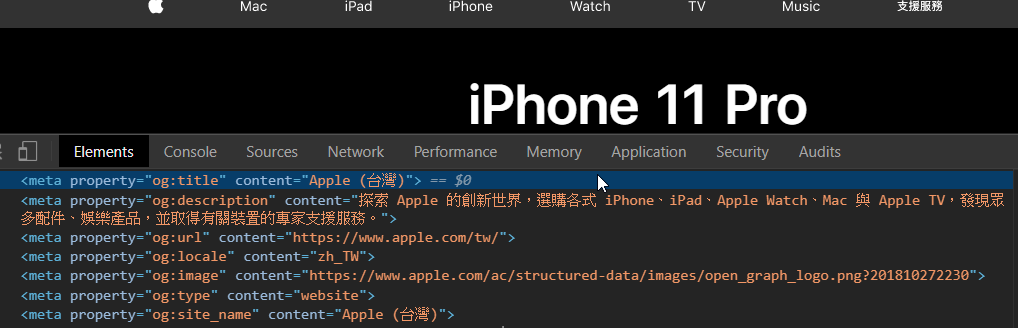 Mac iPad iPhone Watch TV Music 支援服務
iPhone 11 Pro
Elements Console Sources Network Performance Memory Application Security Audits
<meta property="og:title" content="Apple (台灣)"> == $0
<meta property="og:description" content="探索 Apple 的創新世界，選購各式 iPhone、iPad、Apple Watch、Mac 與 Apple TV，發現眾
多配件、娛樂產品，並取得有關裝置的專家支援服務。">
<meta property="og:url" content="https://www.apple.com/tw/">
<meta property="og:locale" content="zh_TW">
<meta property="og:image" content="https://www.apple.com/ac/structured-data/images/open_graph_logo.png?201810272230">
<meta property="og:type" content="website">
<meta property="og:site_name" content="Apple (台灣)">